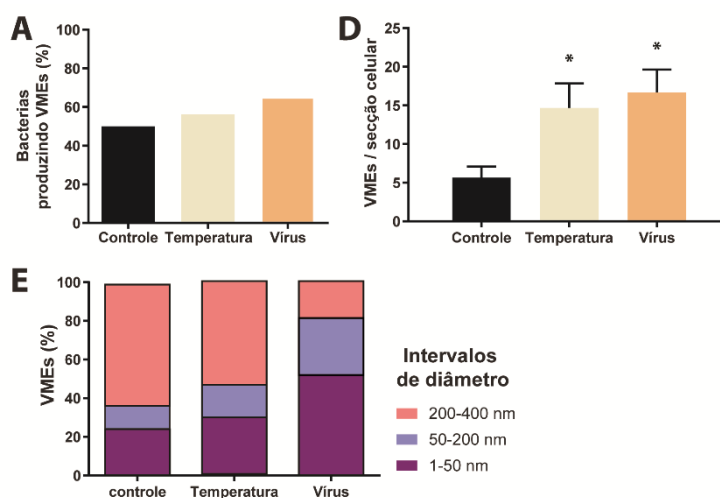 A
Bacterias
produzindo VMEs (%)
100
80
60
40
20
0
Controle Temperatura Vírus
D
VMEs / secção celular
25
20
15
10
5
0
*
*
Controle Temperatura Vírus
E
VMEs (%)
100
80
60
40
20
0
controle Temperatura Vírus
Intervalos
de diâmetro
200-400 nm
50-200 nm
1-50 nm